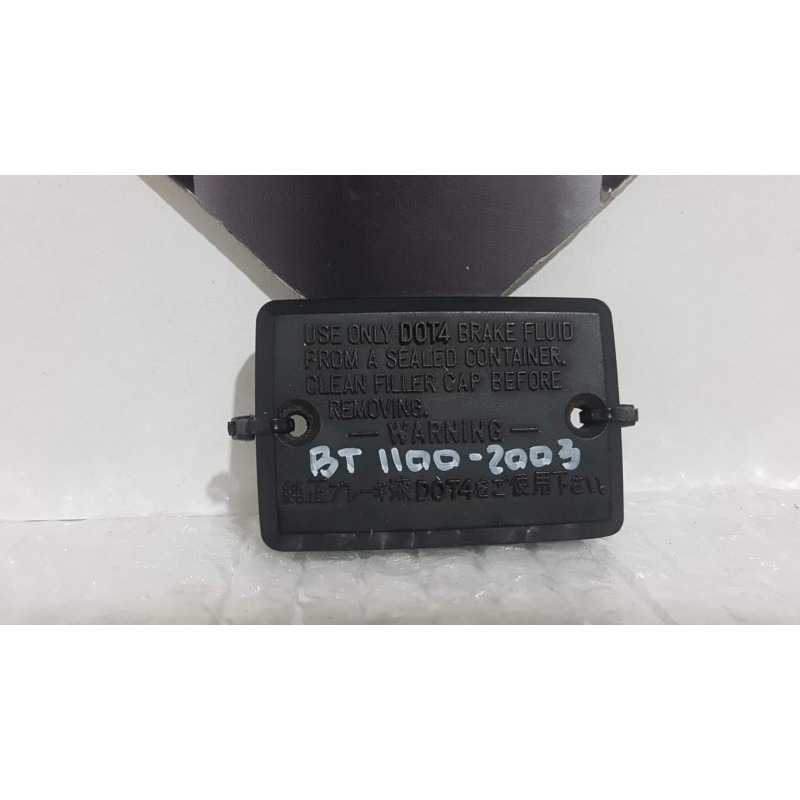 USE ONLY DOT4 BRAKE FLUID
FROM A SEALED CONTAINER.
CLEAN FILLER CAP BEFORE
REMOVING.
— WARNING —
BT 1100-2003
純正ブレーキ液DOT4をご使用下さい